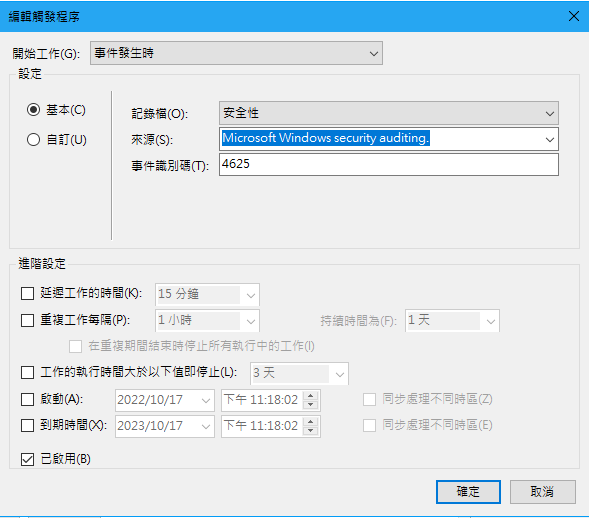 編輯觸發程序
開始工作(G): 事件發生時
設定
基本(C)
自訂(U)
記錄檔(O): 安全性
來源(S): Microsoft Windows security auditing.
事件識別碼(T): 4625
進階設定
延遲工作的時間(K): 15 分鐘
重複工作每隔(P): 1 小時 持續時間為(F): 1 天
在重複期間結束時停止所有執行中的工作(I)
工作的執行時間大於以下值即停止(L): 3 天
啟動(A): 2022/10/17 下午 11:18:02 同步處理不同時區(Z)
到期時間(X): 2023/10/17 下午 11:18:02 同步處理不同時區(E)
已啟用(B)
確定 取消